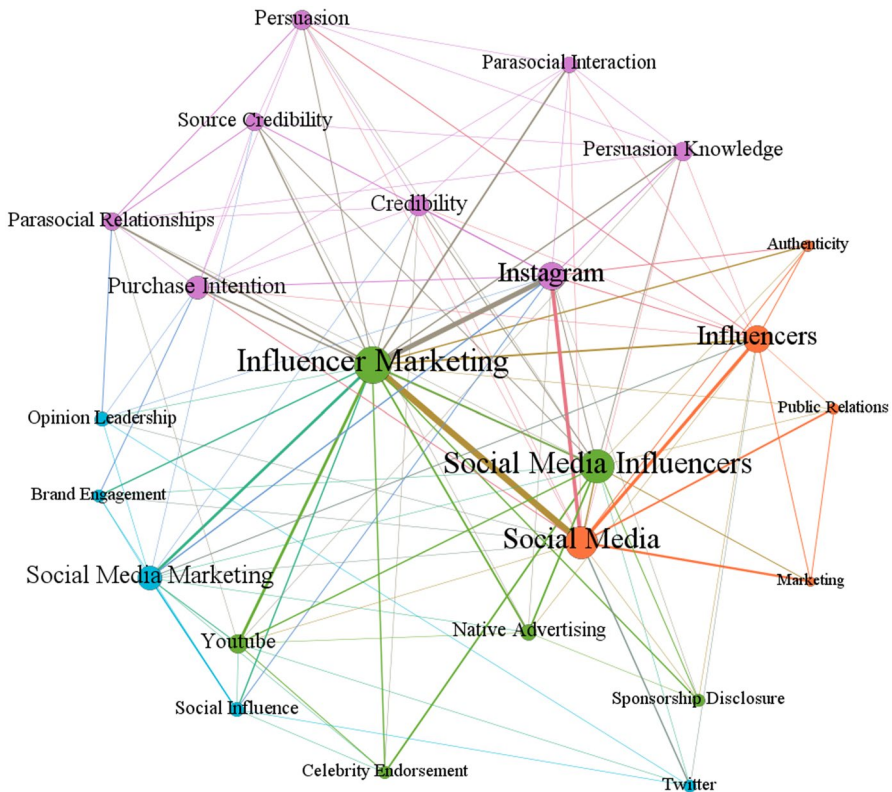 Persuasion
Parasocial Interaction
Source Credibility
Persuasion Knowledge
Credibility
Parasocial Relationships
Authenticity
Instagram
Purchase Intention
Influencers
Influencer Marketing
Public Relations
Opinion Leadership
Social Media Influencers
Brand Engagement
Social Media
Social Media Marketing
Marketing
Native Advertising
Youtube
Sponsorship Disclosure
Social Influence
Celebrity Endorsement
Twitter